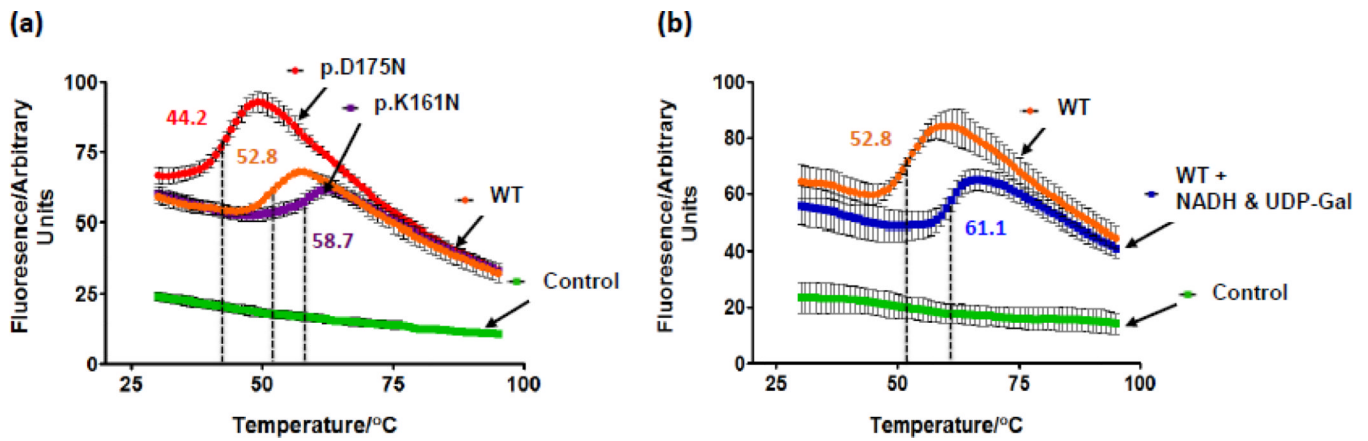 (a)
Fluoresence/Arbitrary
Units
100
75
50
25
0
25
50
75
100
Temperature/°C
44.2
52.8
58.7
p.D175N
p.K161N
WT
Control
(b)
Fluoresence/Arbitrary
Units
100
80
60
40
20
0
25
50
75
100
Temperature/°C
52.8
61.1
WT
WT +
NADH & UDP-Gal
Control